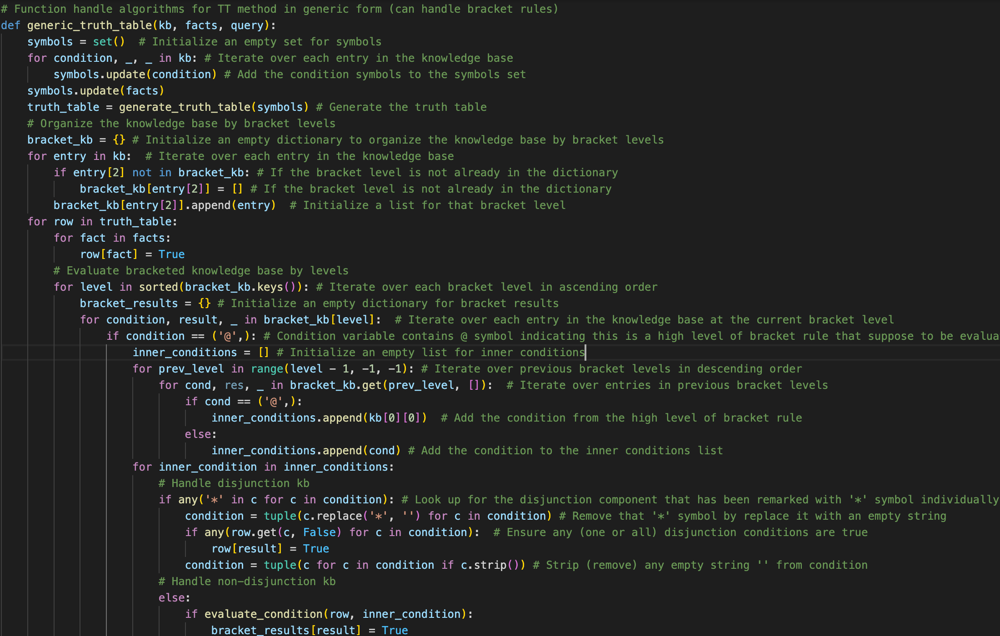 # Function handle algorithms for TT method in generic form (can handle bracket rules)
def generic_truth_table(kb, facts, query):
    symbols = set()  # Initialize an empty set for symbols
    for condition, _, _ in kb: # Iterate over each entry in the knowledge base
        symbols.update(condition) # Add the condition symbols to the symbols set
    symbols.update(facts)
    truth_table = generate_truth_table(symbols) # Generate the truth table
    # Organize the knowledge base by bracket levels
    bracket_kb = {} # Initialize an empty dictionary to organize the knowledge base by bracket levels
    for entry in kb:  # Iterate over each entry in the knowledge base
        if entry[2] not in bracket_kb: # If the bracket level is not already in the dictionary
            bracket_kb[entry[2]] = [] # If the bracket level is not already in the dictionary
        bracket_kb[entry[2]].append(entry)  # Initialize a list for that bracket level
    for row in truth_table:
        for fact in facts:
            row[fact] = True
        # Evaluate bracketed knowledge base by levels
        for level in sorted(bracket_kb.keys()): # Iterate over each bracket level in ascending order
            bracket_results = {} # Initialize an empty dictionary for bracket results
            for condition, result, _ in bracket_kb[level]:  # Iterate over each entry in the knowledge base at the current bracket level
                if condition == ('@',): # Condition variable contains @ symbol indicating this is a high level of bracket rule that suppose to be evalua
                    inner_conditions = [] # Initialize an empty list for inner conditions
                    for prev_level in range(level - 1, -1, -1): # Iterate over previous bracket levels in descending order
                        for cond, res, _ in bracket_kb.get(prev_level, []):  # Iterate over entries in previous bracket levels
                            if cond == ('@',):
                                inner_conditions.append(kb[0][0])  # Add the condition from the high level of bracket rule
                            else:
                                inner_conditions.append(cond) # Add the condition to the inner conditions list
                    for inner_condition in inner_conditions:
                        # Handle disjunction kb
                        if any('*' in c for c in condition): # Look up for the disjunction component that has been remarked with '*' symbol individually
                            condition = tuple(c.replace('*', '') for c in condition) # Remove that '*' symbol by replace it with an empty string
                            if any(row.get(c, False) for c in condition):  # Ensure any (one or all) disjunction conditions are true
                                row[result] = True
                            condition = tuple(c for c in condition if c.strip()) # Strip (remove) any empty string '' from condition
                        # Handle non-disjunction kb
                        else:
                            if evaluate_condition(row, inner_condition):
                                bracket_results[result] = True